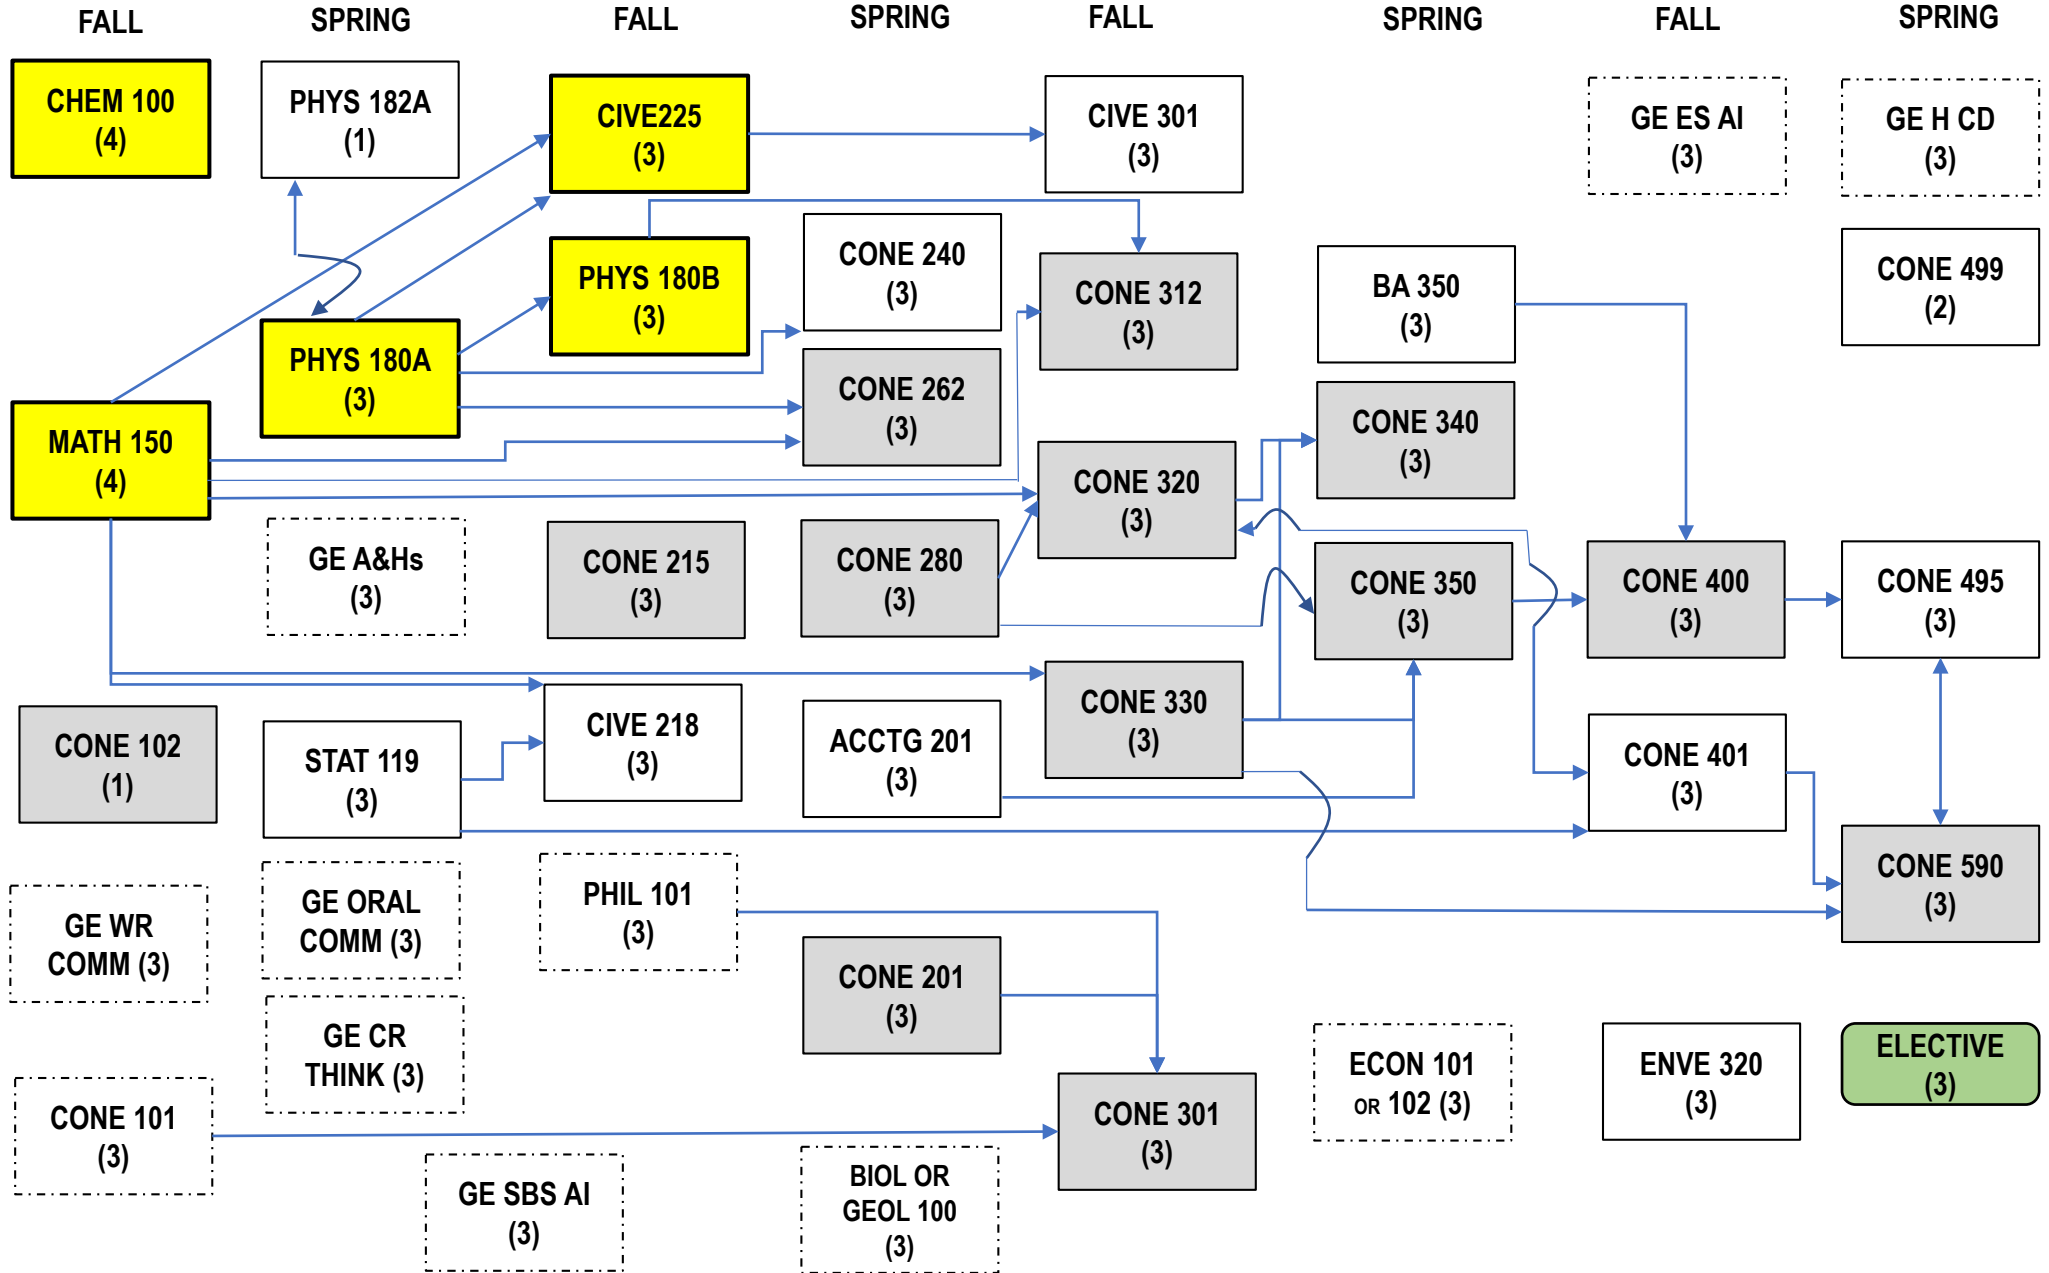 FALL
SPRING
FALL
SPRING
FALL
SPRING
FALL
SPRING
CHEM 100
(4)
MATH 150
(4)
CONE 102
(1)
GE WR
COMM (3)
CONE 101
(3)
PHYS 182A
(1)
PHYS 180A
(3)
GE A&Hs
(3)
STAT 119
(3)
GE ORAL
COMM (3)
GE CR
THINK (3)
GE SBS AI
(3)
CIVE225
(3)
PHYS 180B
(3)
CONE 215
(3)
CIVE 218
(3)
PHIL 101
(3)
CONE 240
(3)
CONE 262
(3)
CONE 280
(3)
ACCTG 201
(3)
CONE 201
(3)
BIOL OR
GEOL 100
(3)
CIVE 301
(3)
CONE 312
(3)
CONE 320
(3)
CONE 330
(3)
CONE 301
(3)
BA 350
(3)
CONE 340
(3)
CONE 350
(3)
ECON 101
OR 102 (3)
GE ES AI
(3)
CONE 400
(3)
CONE 401
(3)
ENVE 320
(3)
GE H CD
(3)
CONE 499
(2)
CONE 495
(3)
CONE 590
(3)
ELECTIVE
(3)